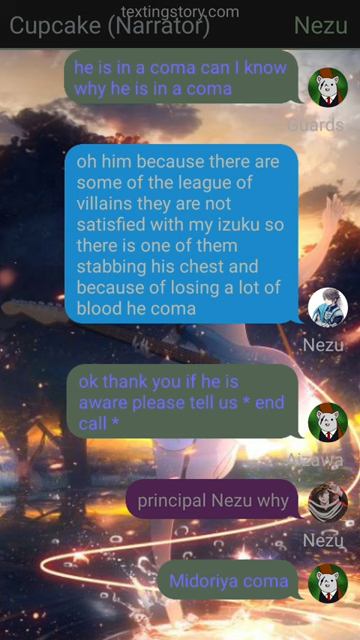 textingstory.com
Cupcake (Narrator)
Nezu
he is in a coma can I know
why he is in a coma
Guards
oh him because there are
some of the league of
villains they are not
satisfied with my izuku so
there is one of them
stabbing his chest and
because of losing a lot of
blood he coma
Nezu
ok thank you if he is
aware please tell us * end
call *
Aizawa
principal Nezu why
Nezu
Midoriya coma